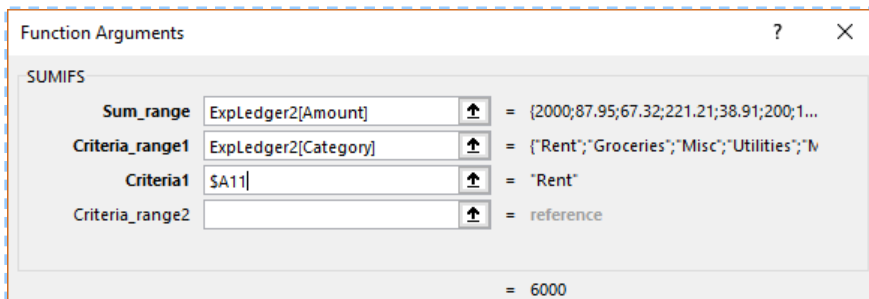 Function Arguments ? ×
SUMIFS
Sum_range ExpLedger2[Amount] = {2000;87.95;67.32;221.21;38.91;200;1...
Criteria_range1 ExpLedger2[Category] = {"Rent";"Groceries";"Misc";"Utilities";"M
Criteria1 $A11 = "Rent"
Criteria_range2 = reference
= 6000